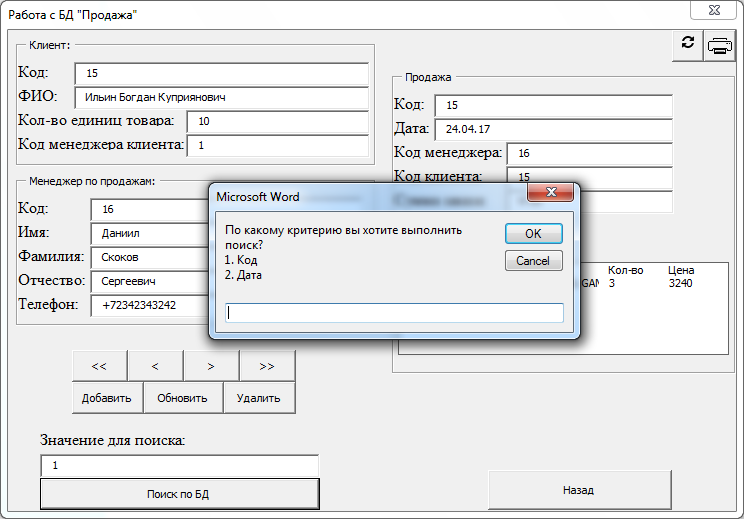 Работа с БД "Продажа"
Клиент:
Код: 15
ФИО: Ильин Богдан Куприянович
Кол-во единиц товара: 10
Код менеджера клиента: 1
Менеджер по продажам:
Код: 16
Имя: Даниил
Фамилия: Скоков
Отчество: Сергеевич
Телефон: +72342343242
Продажа
Код: 15
Дата: 24.04.17
Код менеджера: 16
Код клиента: 15
Кол-во Цена
3 3240
Microsoft Word
По какому критерию вы хотите выполнить
поиск?
1. Код
2. Дата
OK
Cancel
<< < > >>
Добавить Обновить Удалить
Значение для поиска:
1
Поиск по БД
Назад